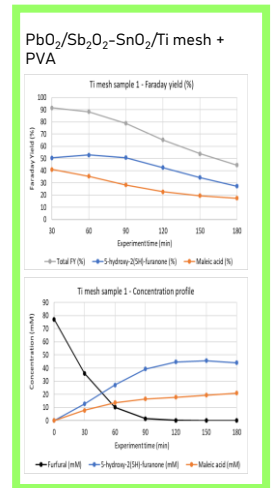 PbO₂/Sb₂O₂-SnO₂/Ti mesh +
PVA
Ti mesh sample 1 - Faraday yield (%)
Faraday Yield (%)
100
90
80
70
60
50
40
30
20
10
0
30 60 90 120 150 180
Experiment time (min)
Total FY (%) 5-hydroxy-2(5H)-furanone (%) Maleic acid (%)
Ti mesh sample 1 - Concentration profile
Concentration (mM)
90
80
70
60
50
40
30
20
10
0
0 30 60 90 120 150 180
Experiment time (min)
Furfural (mM) 5-hydroxy-2(5H)-furanone (mM) Maleic acid (mM)